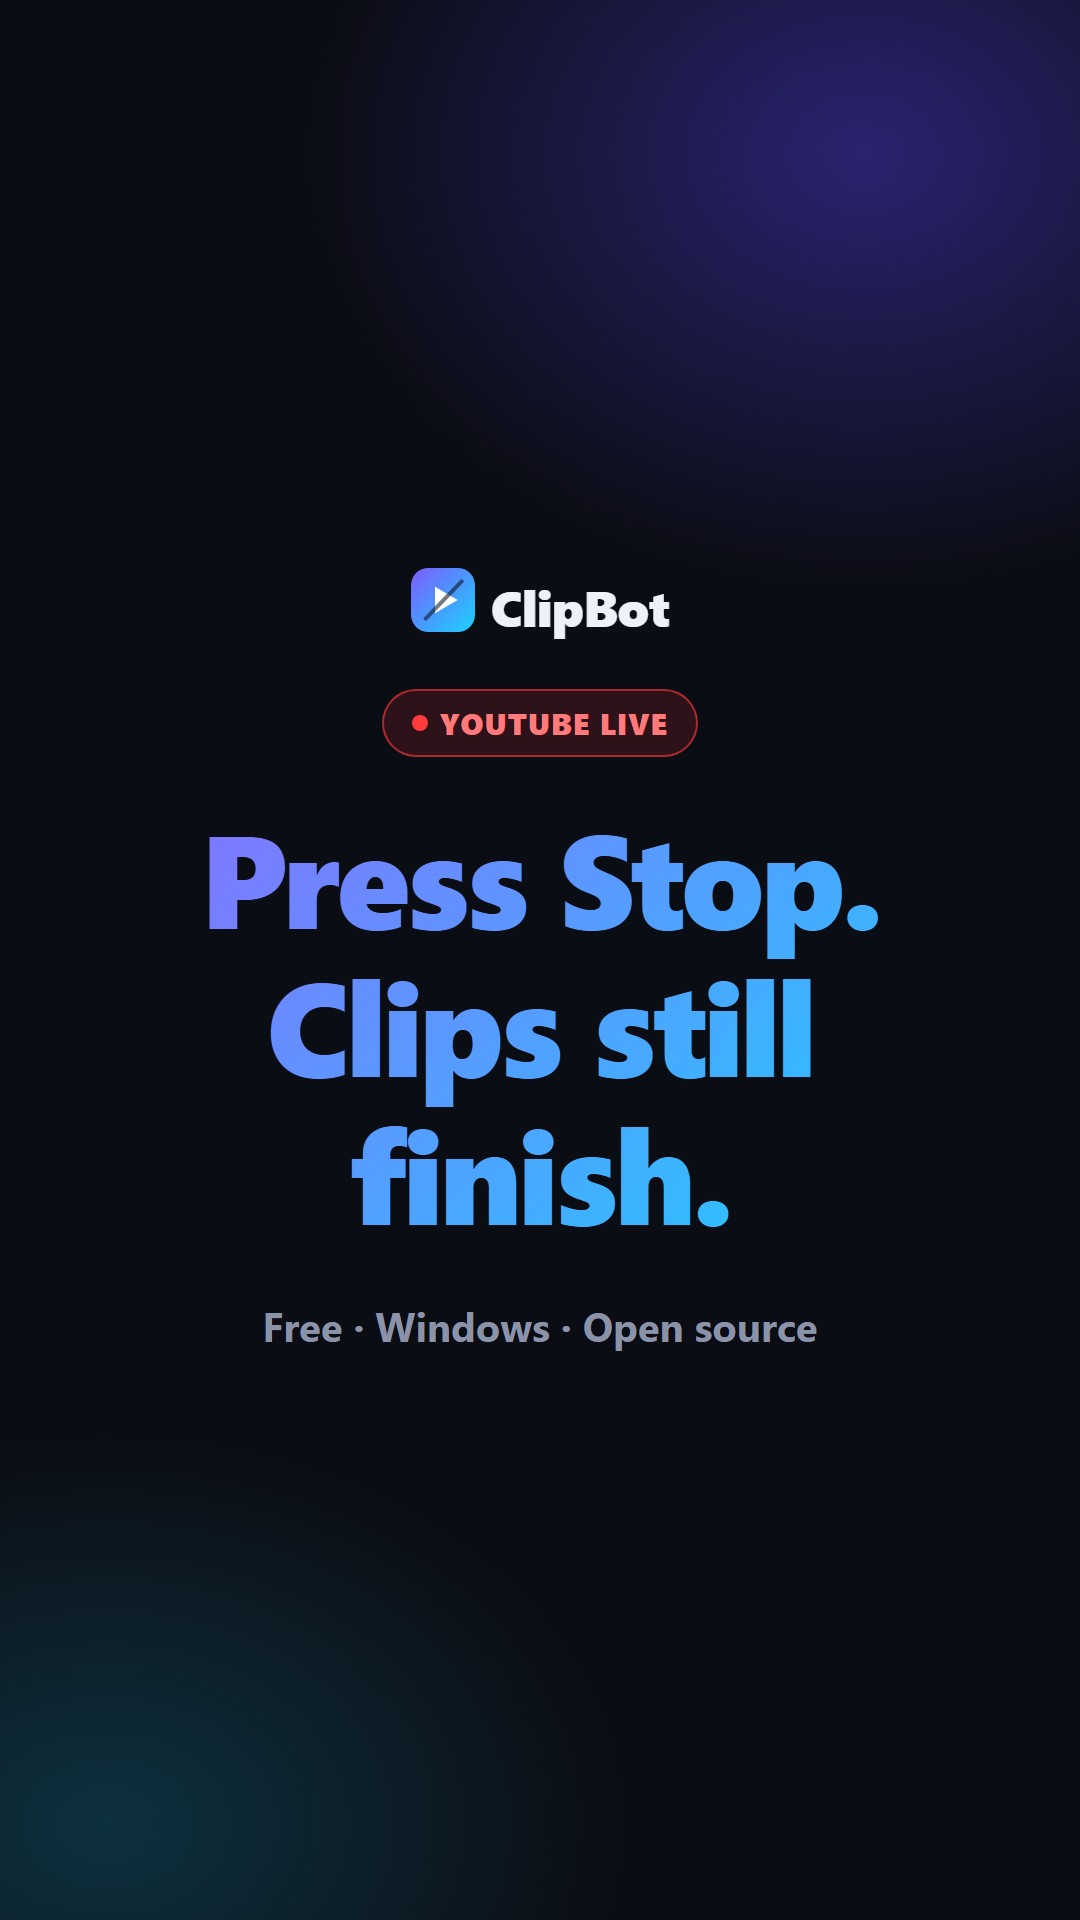 ClipBot
YOUTUBE LIVE
Press Stop.
Clips still
finish.
Free · Windows · Open source